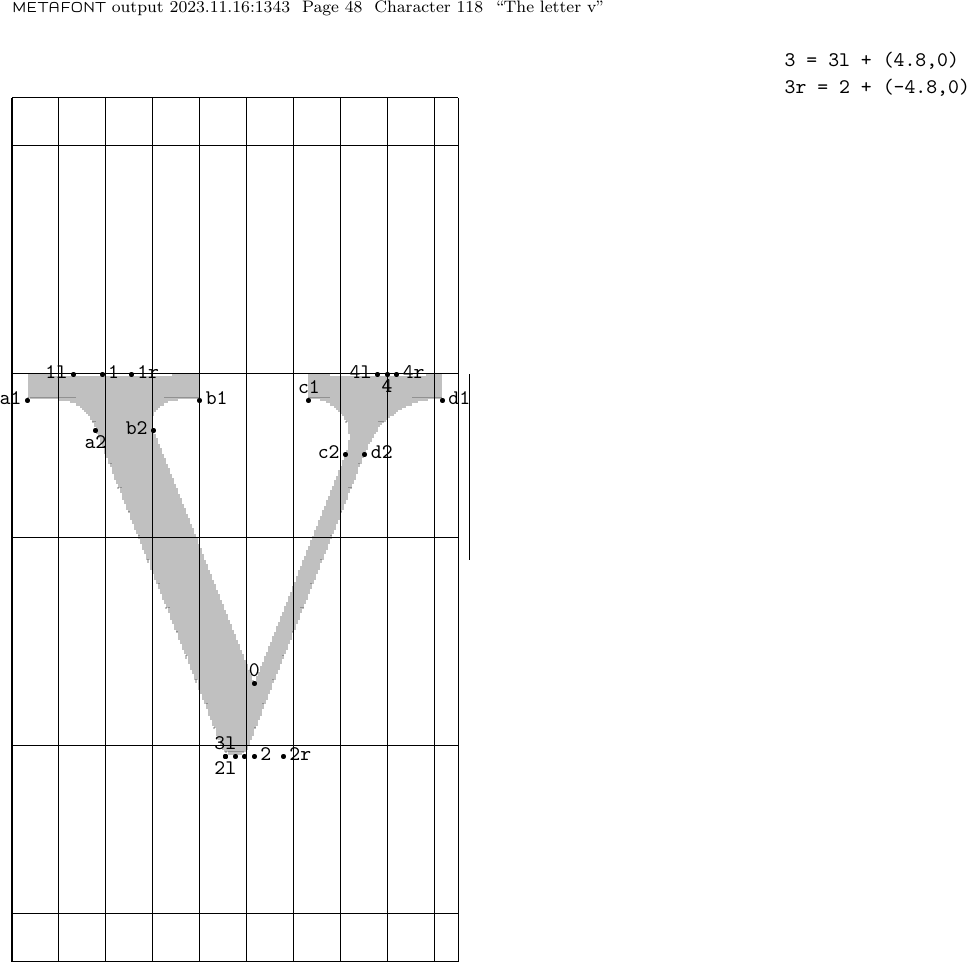 METAFONT output 2023.11.16:1343 Page 48 Character 118 “The letter v”
3 = 3l + (4.8,0)
3r = 2 + (-4.8,0)
1l 1 1r 4l 4r
4
c1
a1 b1 d1
b2
a2
c2 d2
0
3l
2 2r
2l